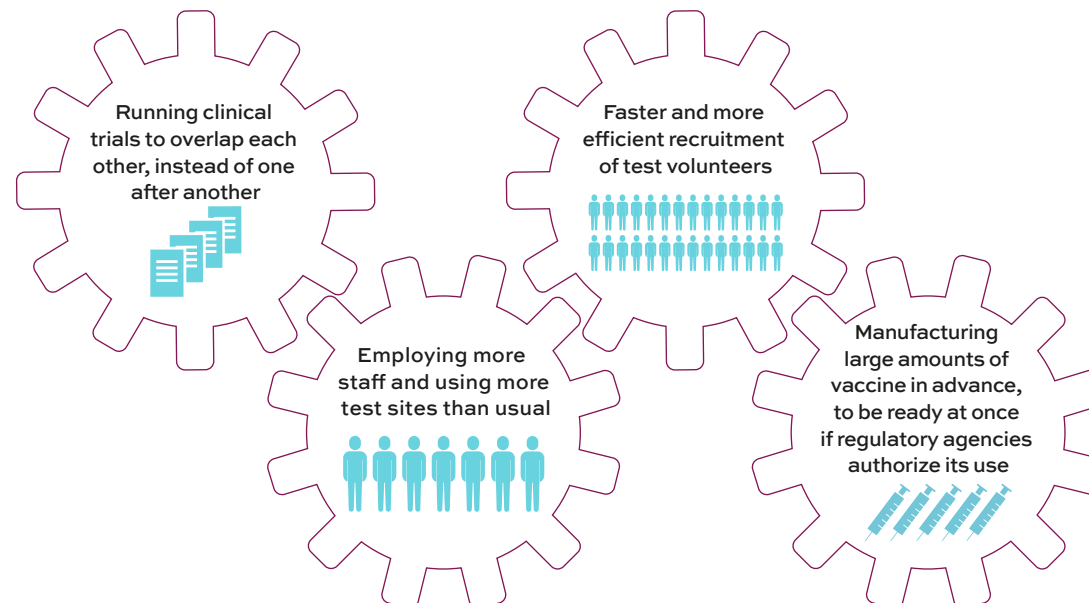 Running clinical
trials to overlap each
other, instead of one
after another
Faster and more
efficient recruitment
of test volunteers
Employing more
staff and using more
test sites than usual
Manufacturing
large amounts of
vaccine in advance,
to be ready at once
if regulatory agencies
authorize its use